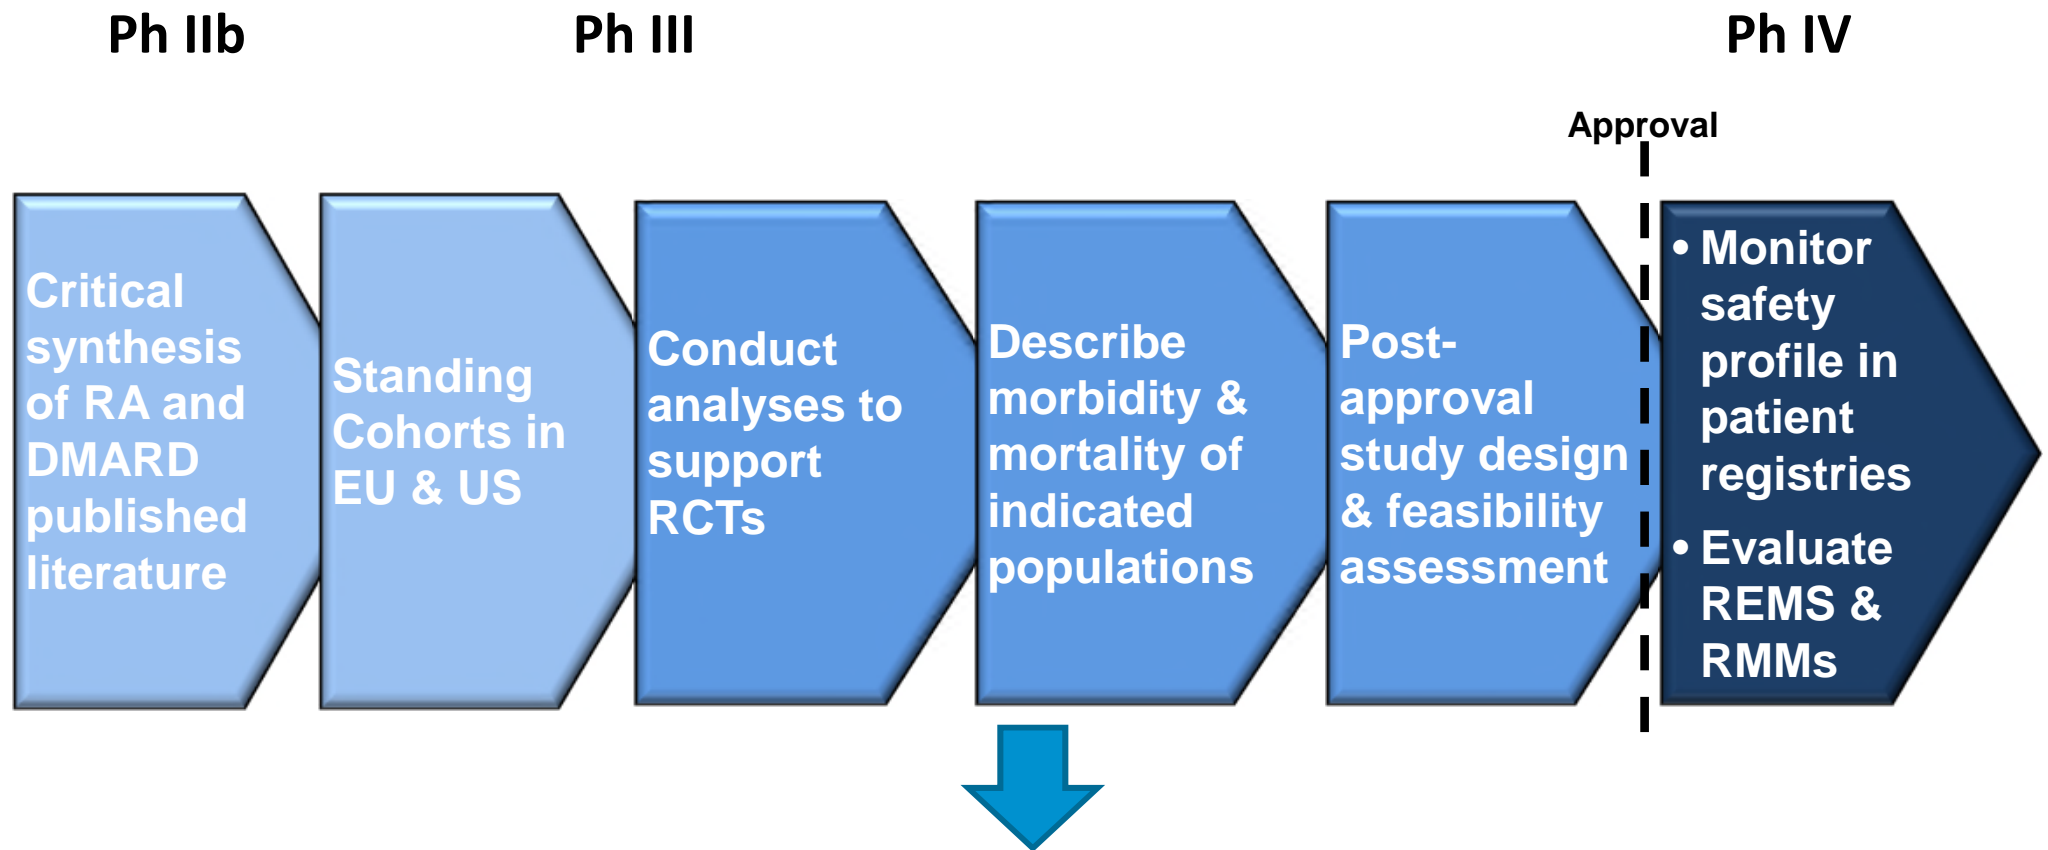 Ph IIb
Ph III
Ph IV
Approval
Critical
synthesis
of RA and
DMARD
published
literature
Standing
Cohorts in
EU & US
Conduct
analyses to
support
RCTs
Describe
morbidity &
mortality of
indicated
populations
Post-
approval
study design
& feasibility
assessment
• Monitor
safety
profile in
patient
registries
• Evaluate
REMS &
RMMs